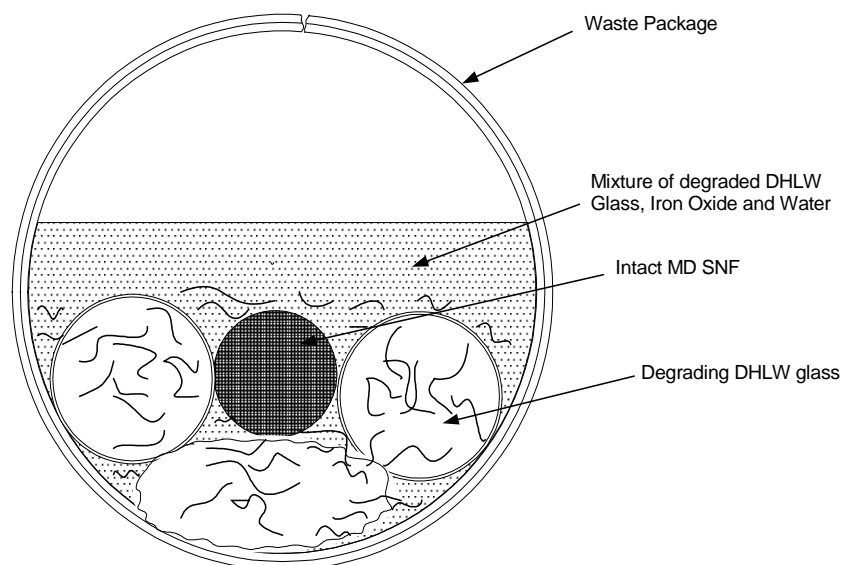 Waste Package
Mixture of degraded DHLW
Glass, Iron Oxide and Water
Intact MD SNF
Degrading DHLW glass